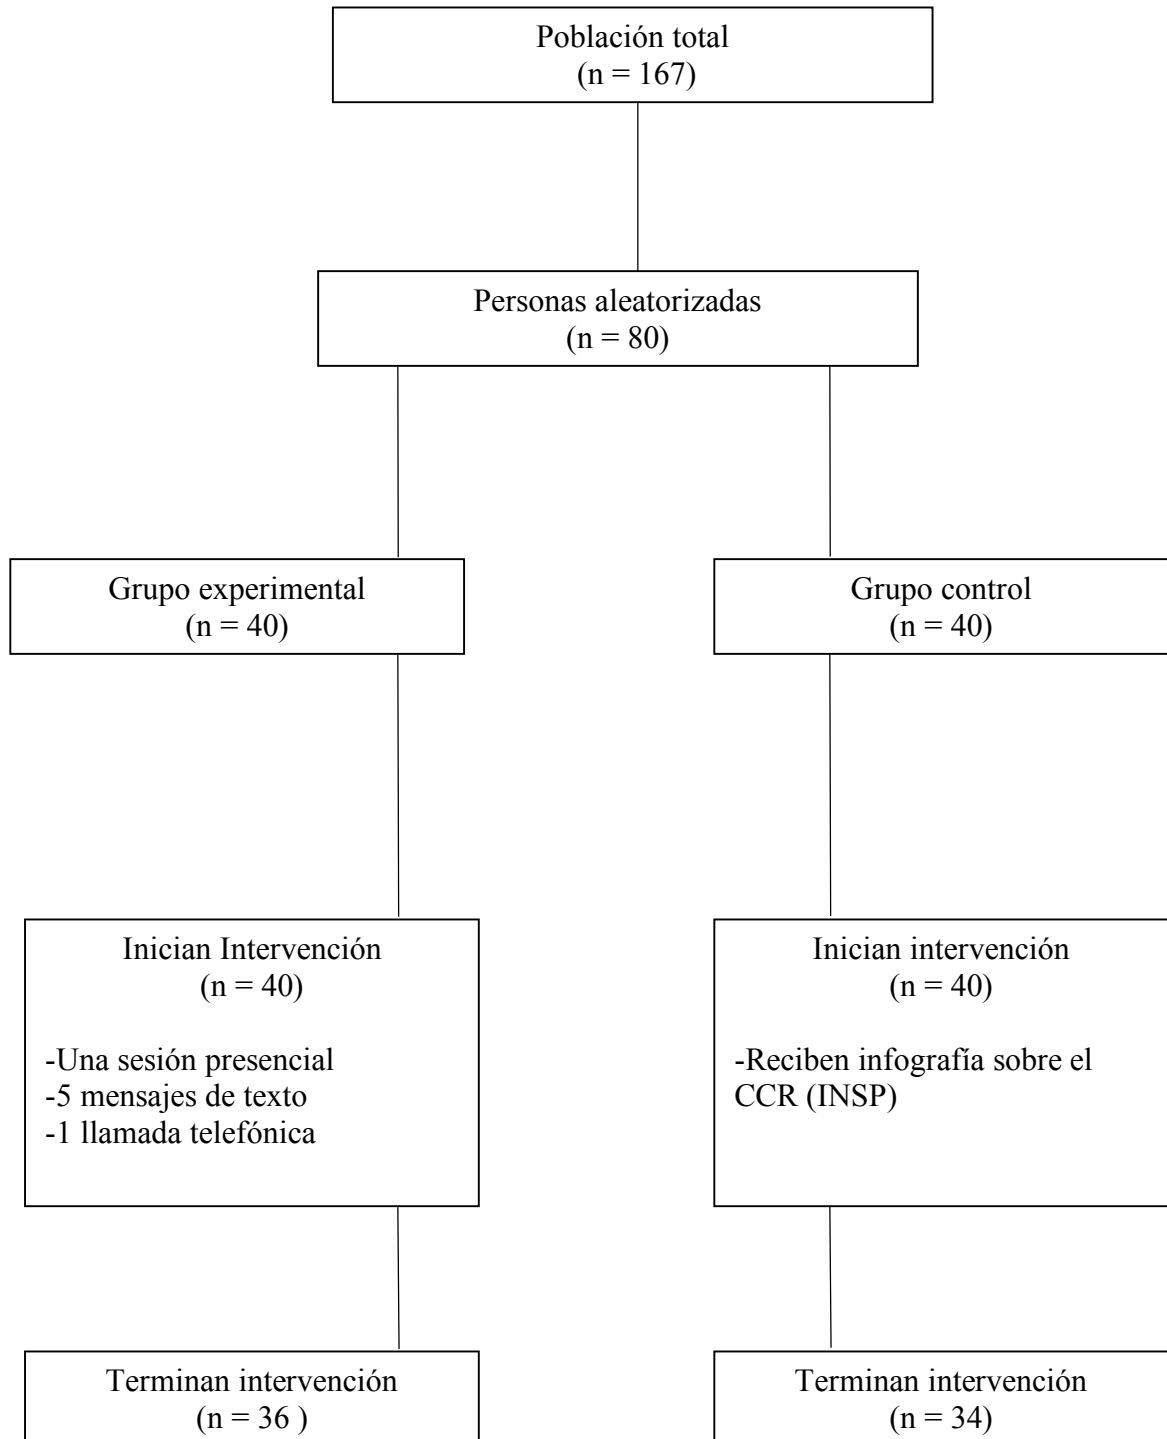 Población total
(n = 167)
Personas aleatorizadas
(n = 80)
Grupo experimental
(n = 40)
Grupo control
(n = 40)
Inician Intervención
(n = 40)
-Una sesión presencial
-5 mensajes de texto
-1 llamada telefónica
Inician intervención
(n = 40)
-Reciben infografía sobre el
CCR (INSP)
Terminan intervención
(n = 36 )
Terminan intervención
(n = 34)